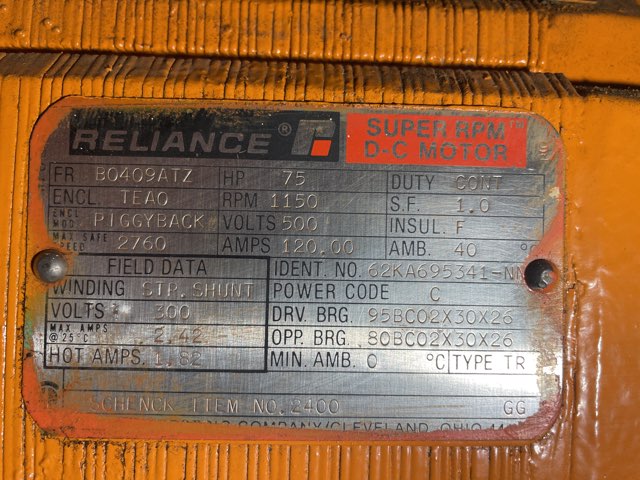 RELIANCE ® SUPER RPM™
D-C MOTOR
FR B0409ATZ HP 75 DUTY CONT
ENCL TEAO RPM 1150 S.F. 1.0
ENCL MOD. PIGGYBACK VOLTS 500 INSUL. F
MAX SAFE SPEED 2760 AMPS 120.00 AMB. 40 °C
FIELD DATA IDENT. NO. 62KA695341-NN
WINDING STR.SHUNT POWER CODE C
VOLTS 300 DRV. BRG. 95BC02X30X26
MAX AMPS @ 25°C 2.42 OPP. BRG. 80BC02X30X26
HOT AMPS. 1.82 MIN. AMB. 0 °C TYPE TR
SCHENCK ITEM NO. 2400 GG
COMPANY/CLEVELAND, OHIO